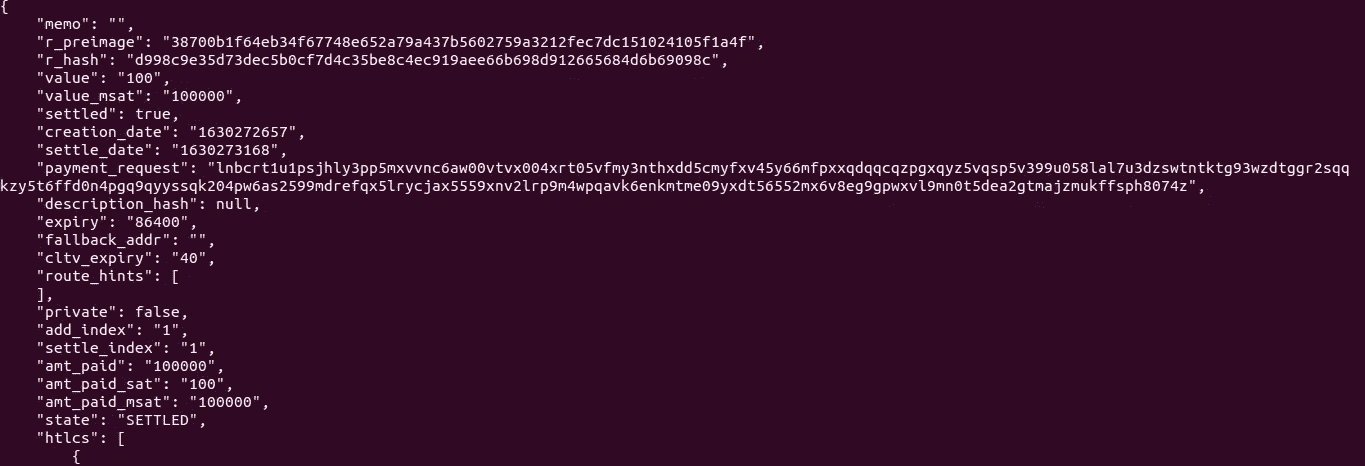 {
    "memo": "",
    "r_preimage": "38700b1f64eb34f67748e652a79a437b5602759a3212fec7dc151024105f1a4f",
    "r_hash": "d998c9e35d73dec5b0cf7d4c35be8c4ec919aee66b698d912665684d6b69098c",
    "value": "100",
    "value_msat": "100000",
    "settled": true,
    "creation_date": "1630272657",
    "settle_date": "1630273168",
    "payment_request": "lnbcrt1u1psjhly3pp5mxvvnc6aw00vtvx004xrt05vfmy3nthxdd5cmyfxv45y66mfpxxqdqqcqzpgxqyz5vqsp5v399u058lal7u3dzswtntktg93wzdtggr2sqq
kzy5t6ffd0n4pgq9qyyssqk204pw6as2599mdrefqx5lrycjax5559xnv2lrp9m4wpqavk6enkmtme09yxdt56552mx6v8eg9gpwxvl9mn0t5dea2gtmajzmukffsph8074z",
    "description_hash": null,
    "expiry": "86400",
    "fallback_addr": "",
    "cltv_expiry": "40",
    "route_hints": [
    ],
    "private": false,
    "add_index": "1",
    "settle_index": "1",
    "amt_paid": "100000",
    "amt_paid_sat": "100",
    "amt_paid_msat": "100000",
    "state": "SETTLED",
    "htlcs": [
        {